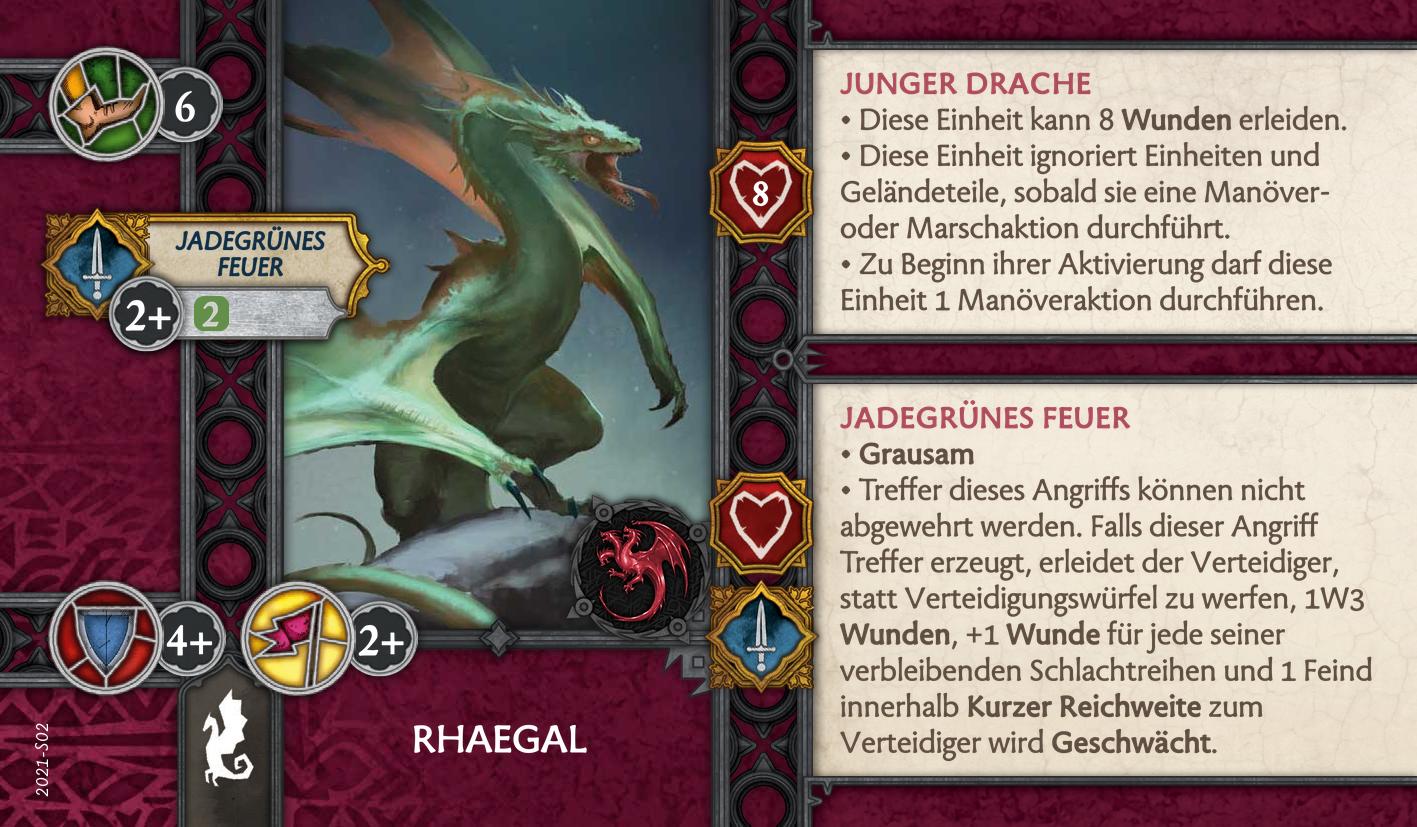 6
JADEGRÜNES
FEUER
2+
2
4+
2+
2021-S02
RHAEGAL
8
JUNGER DRACHE
• Diese Einheit kann 8 Wunden erleiden.
• Diese Einheit ignoriert Einheiten und
Geländeteile, sobald sie eine Manöver-
oder Marschaktion durchführt.
• Zu Beginn ihrer Aktivierung darf diese
Einheit 1 Manöveraktion durchführen.
JADEGRÜNES FEUER
• Grausam
• Treffer dieses Angriffs können nicht
abgewehrt werden. Falls dieser Angriff
Treffer erzeugt, erleidet der Verteidiger,
statt Verteidigungswürfel zu werfen, 1W3
Wunden, +1 Wunde für jede seiner
verbleibenden Schlachtreihen und 1 Feind
innerhalb Kurzer Reichweite zum
Verteidiger wird Geschwächt.